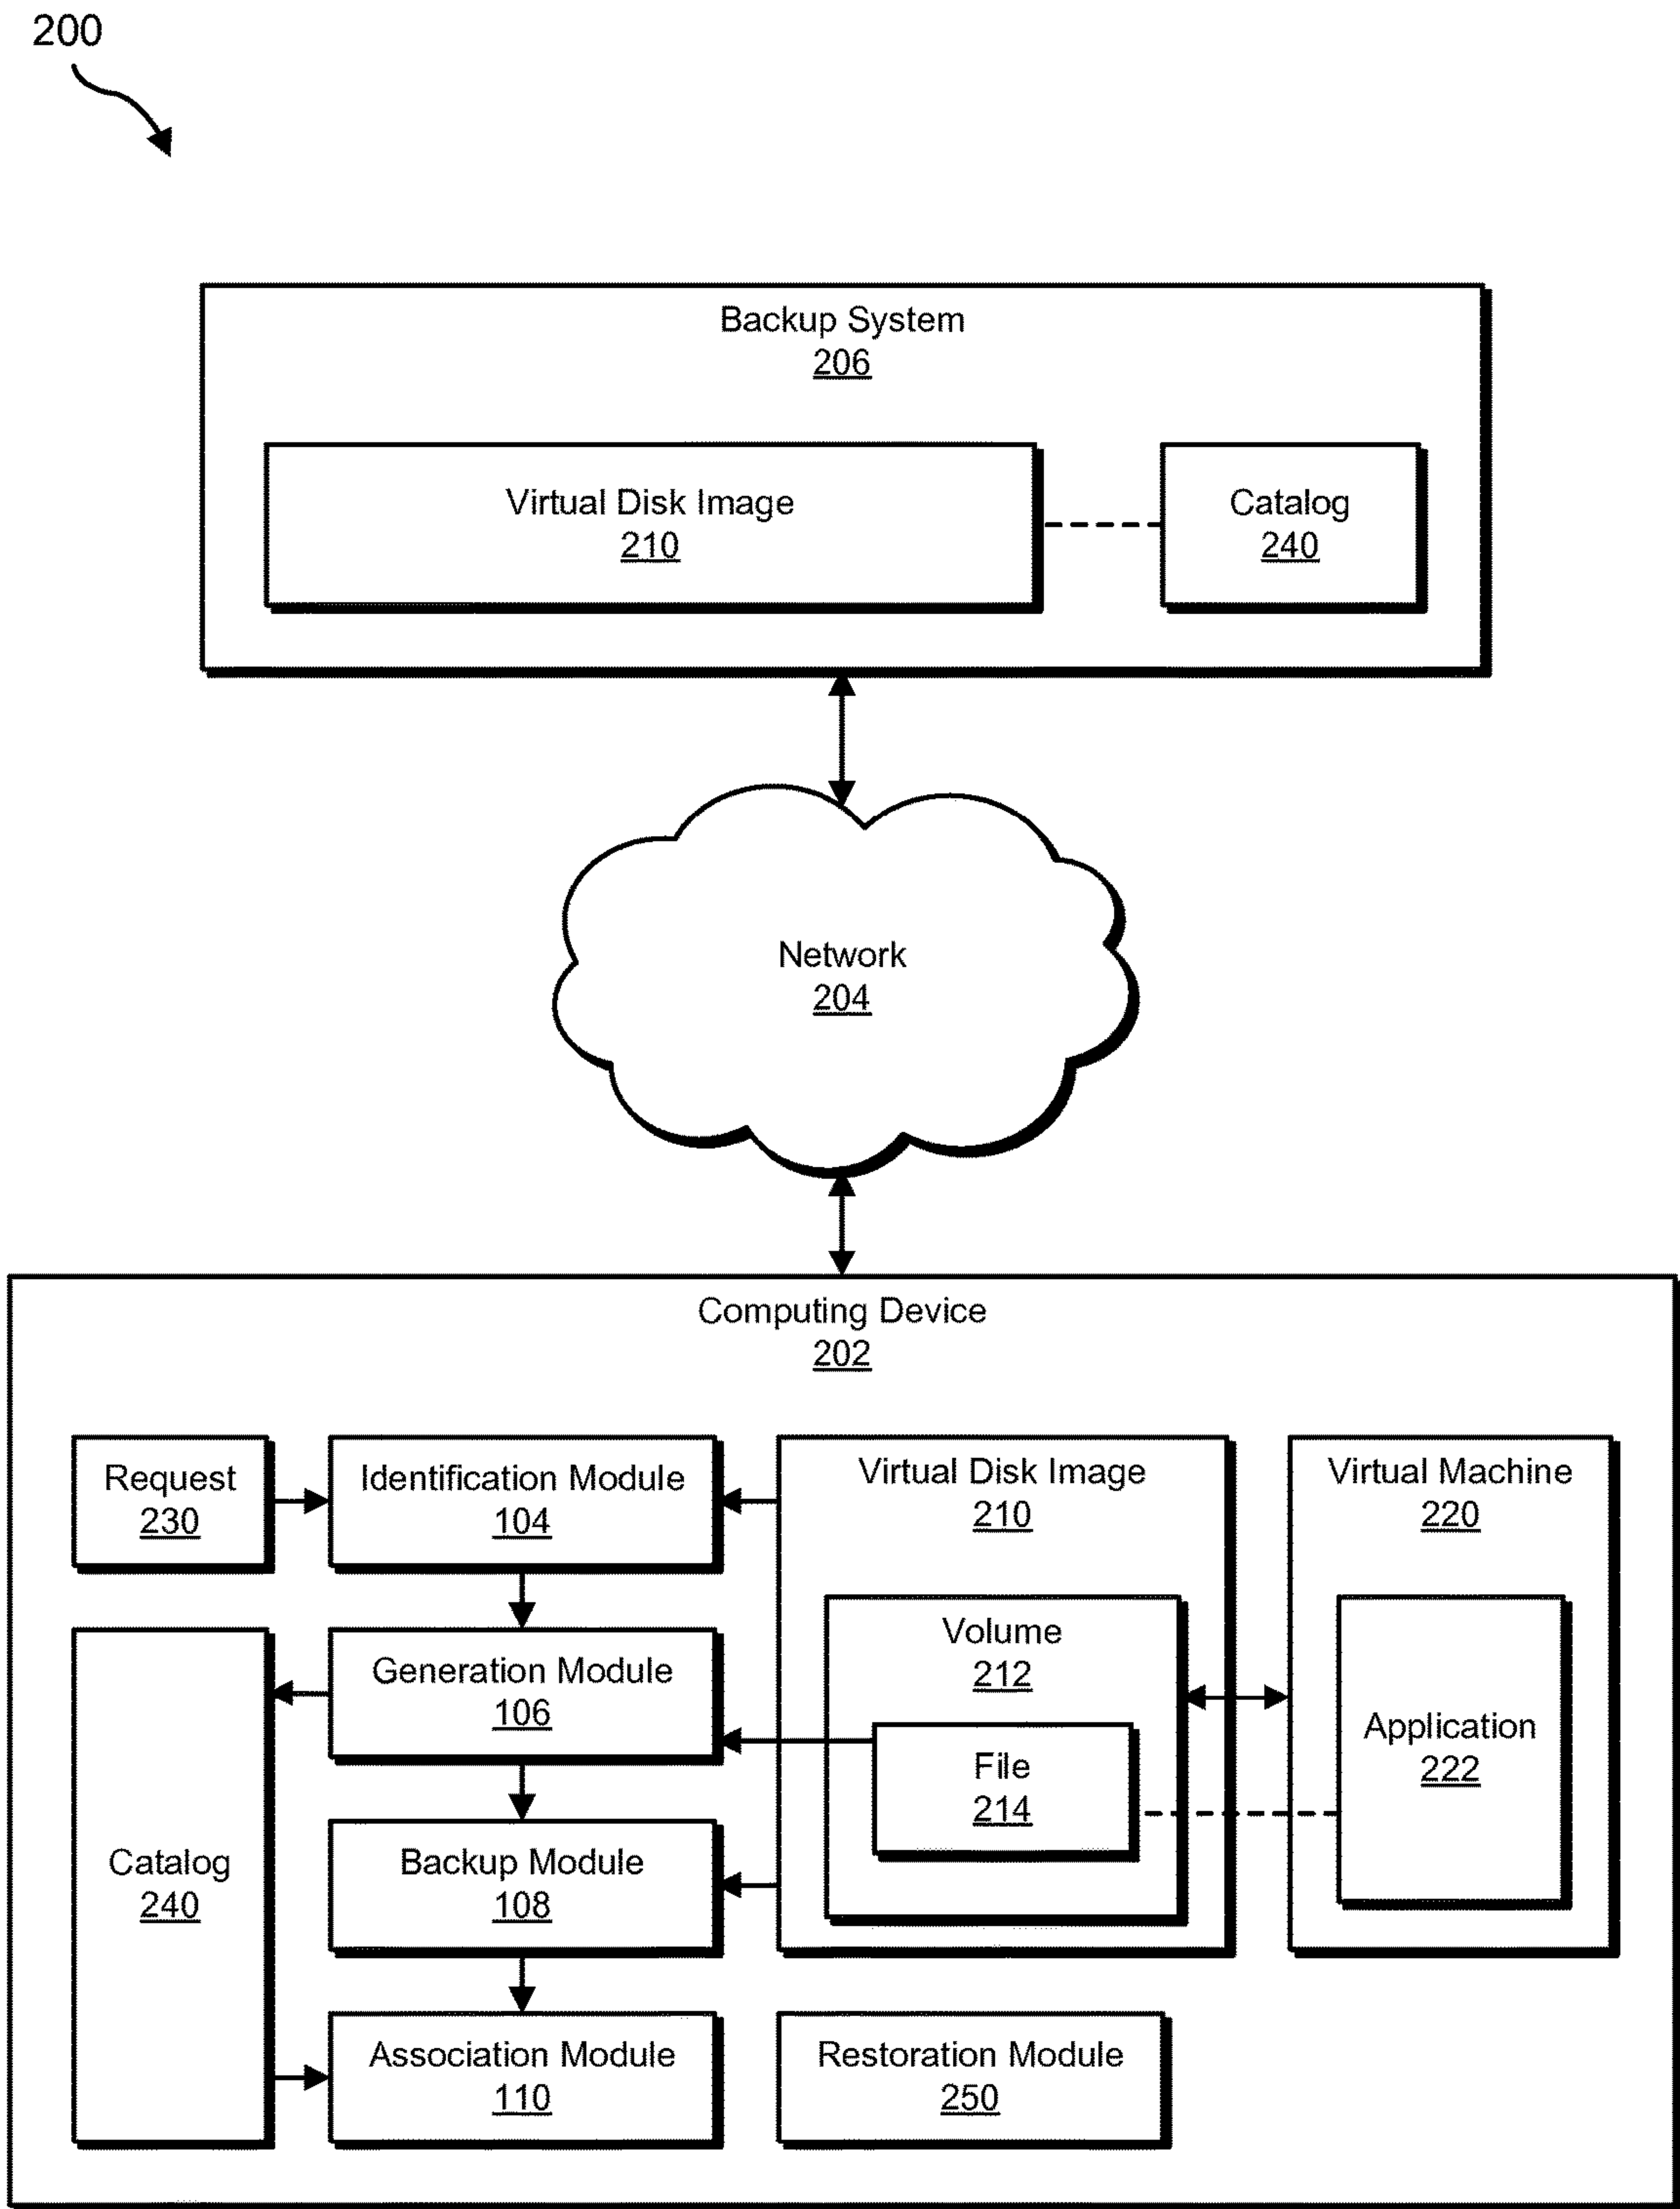 200
Backup System
206
Virtual Disk Image
210
Catalog
240
Network
204
Computing Device
202
Request
230
Identification Module
104
Virtual Disk Image
210
Virtual Machine
220
Generation Module
106
Volume
212
Application
222
File
214
Catalog
240
Backup Module
108
Association Module
110
Restoration Module
250